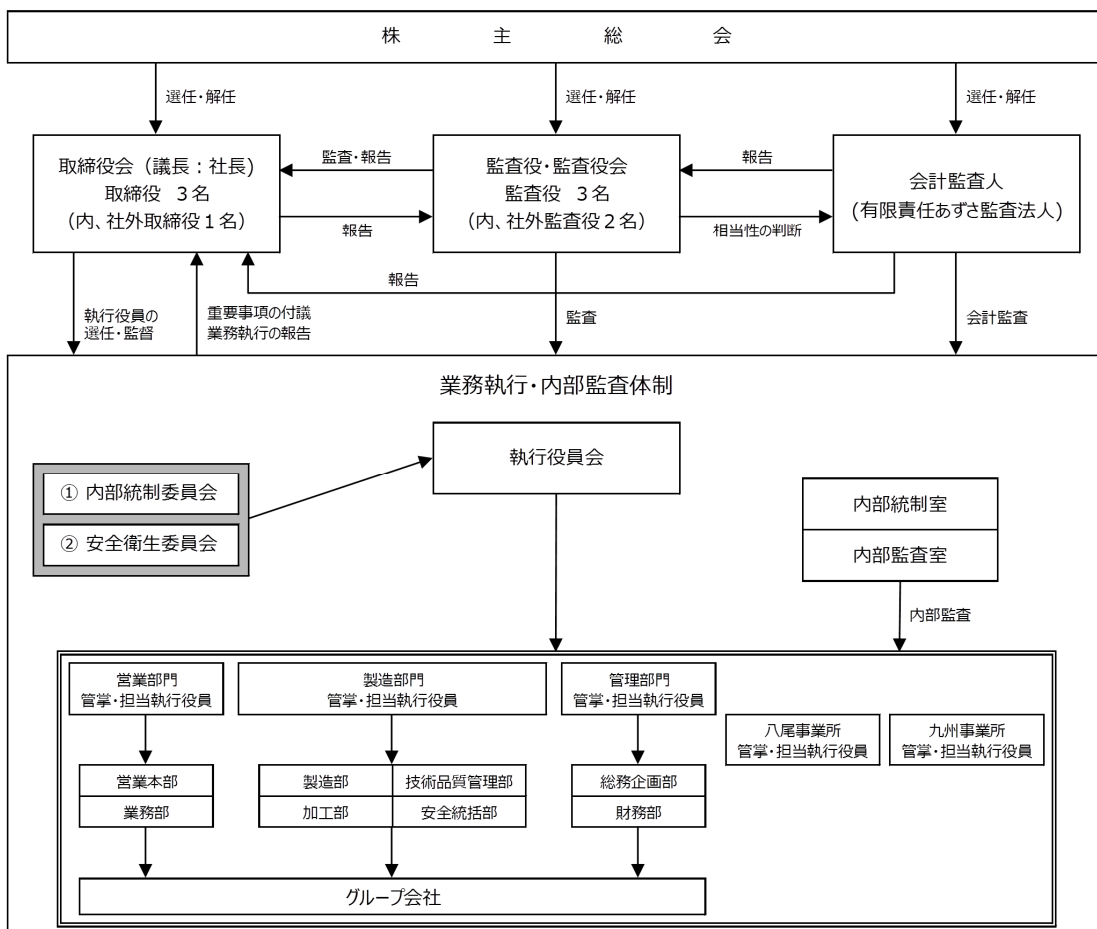 株主総会
選任・解任
選任・解任
選任・解任
取締役会(議長:社長)
取締役 3名
(内、社外取締役1名)
監査・報告
報告
監査役・監査役会
監査役 3名
(内、社外監査役2名)
報告
相当性の判断
会計監査人
(有限責任あずさ監査法人)
報告
執行役員の
選任・監督
重要事項の付議
業務執行の報告
監査
会計監査
業務執行・内部監査体制
執行役員会
① 内部統制委員会
② 安全衛生委員会
内部統制室
内部監査室
内部監査
営業部門
管掌・担当執行役員
製造部門
管掌・担当執行役員
管理部門
管掌・担当執行役員
八尾事業所
管掌・担当執行役員
九州事業所
管掌・担当執行役員
営業本部
業務部
製造部
技術品質管理部
加工部
安全統括部
総務企画部
財務部
グループ会社